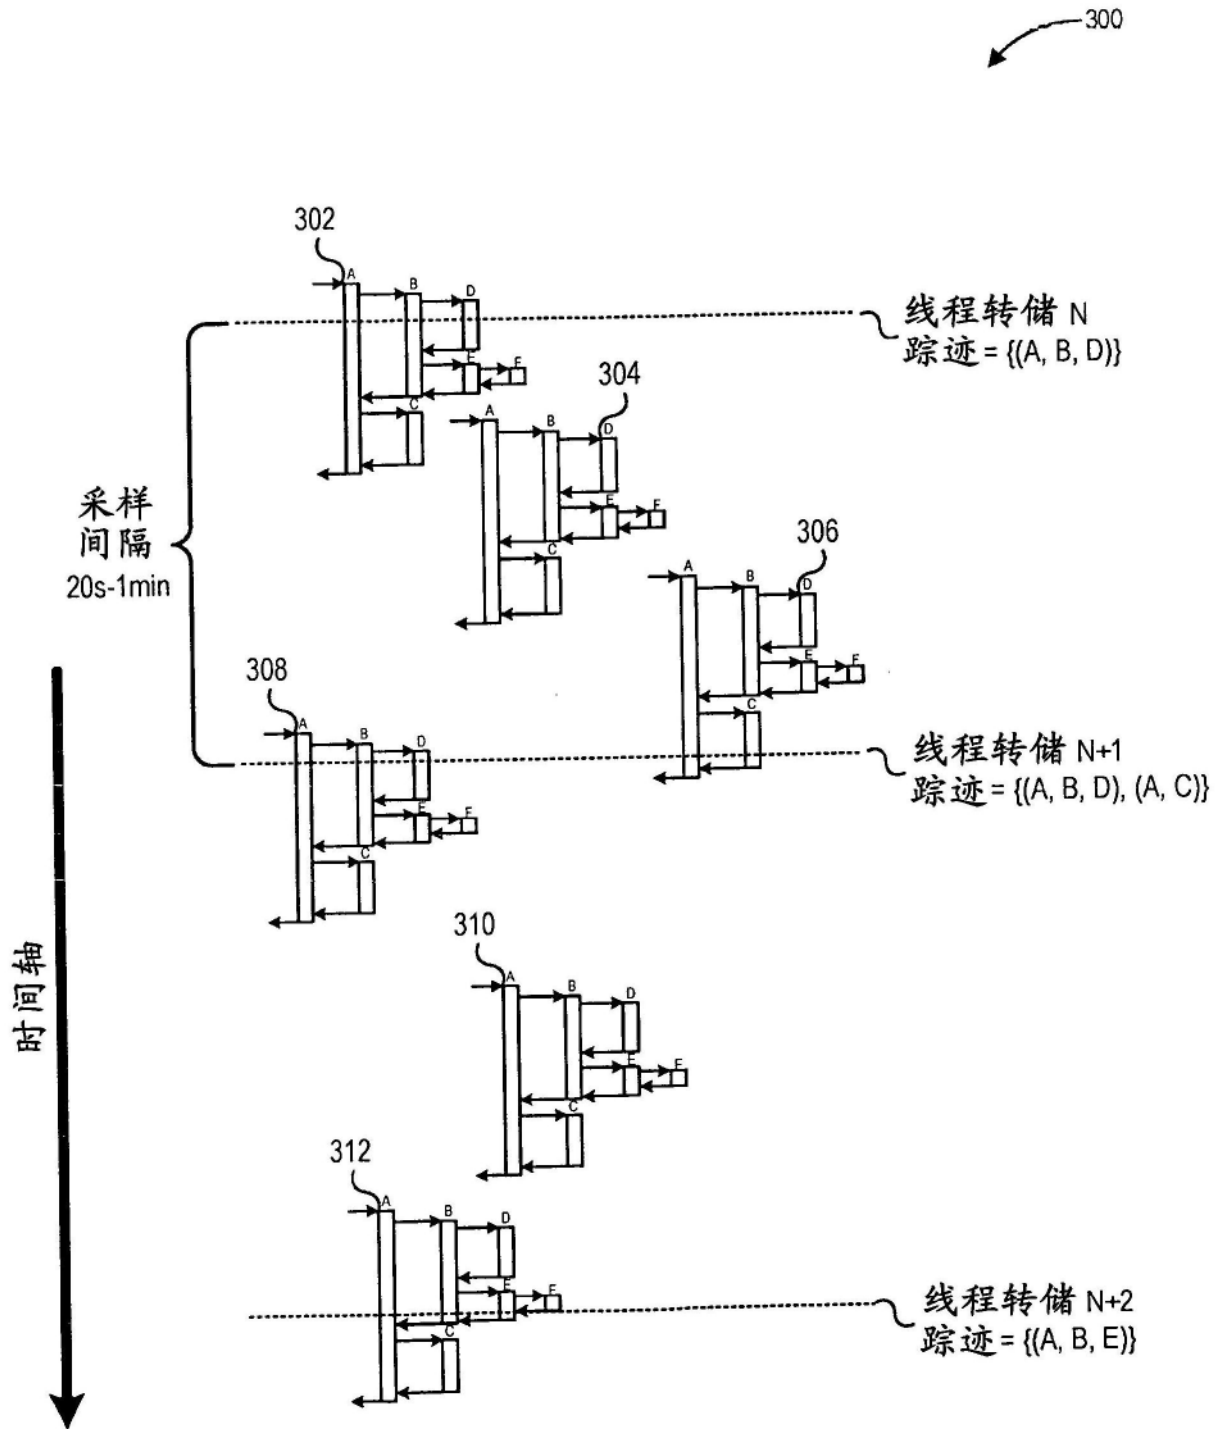 300
302
A
B
D
线程转储 N
踪迹 = {(A, B, D)}
E
F
304
C
A
B
D
采样
间隔
20s-1min
E
F
306
C
A
B
D
308
E
F
A
B
D
C
线程转储 N+1
踪迹 = {(A, B, D), (A, C)}
E
F
C
310
时间轴
A
B
D
E
F
C
312
A
B
D
E
F
线程转储 N+2
踪迹 = {(A, B, E)}
C